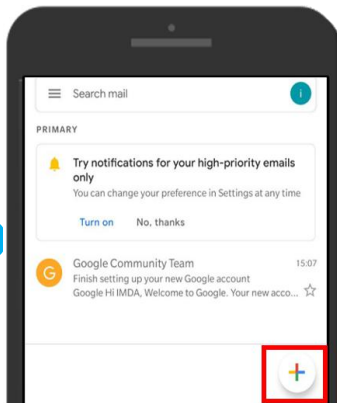 Search mail
i
PRIMARY
Try notifications for your high-priority emails
only
You can change your preference in Settings at any time
Turn on No, thanks
G
Google Community Team 15:07
Finish setting up your new Google account
Google Hi IMDA, Welcome to Google. Your new acco...